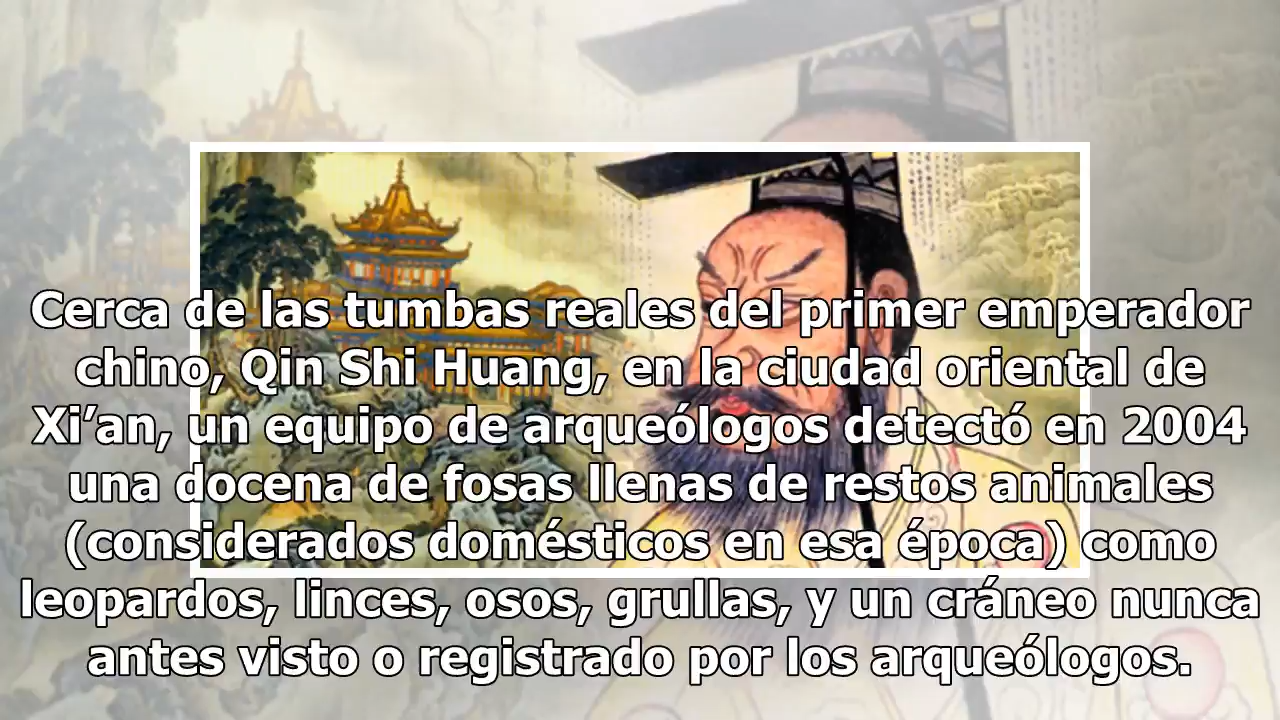 Cerca de las tumbas reales del primer emperador
chino, Qin Shi Huang, en la ciudad oriental de
Xi’an, un equipo de arqueólogos detectó en 2004
una docena de fosas llenas de restos animales
(considerados domésticos en esa época) como
leopardos, linces, osos, grullas, y un cráneo nunca
antes visto o registrado por los arqueólogos.